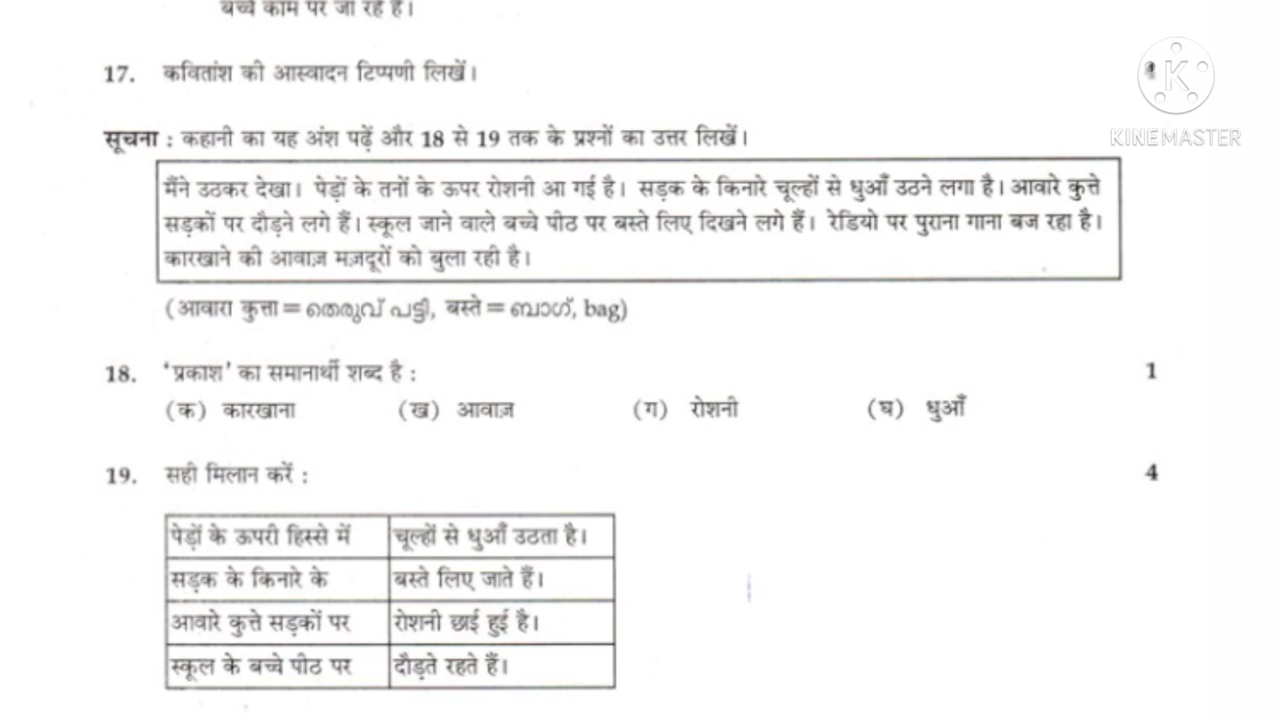 बच्चे काम पर जा रहे हैं।
17. कवितांश की आस्वादन टिप्पणी लिखें।
K
KINEMASTER
सूचना : कहानी का यह अंश पढ़ें और 18 से 19 तक के प्रश्नों का उत्तर लिखें।
मैंने उठकर देखा। पेड़ों के तनों के ऊपर रोशनी आ गई है। सड़क के किनारे चूल्हों से धुआँ उठने लगा है। आवारे कुत्ते
सड़कों पर दौड़ने लगे हैं। स्कूल जाने वाले बच्चे पीठ पर बस्ते लिए दिखने लगे हैं। रेडियो पर पुराना गाना बज रहा है।
कारखाने की आवाज़ मज़दूरों को बुला रही है।
(आवारा कुत्ता = തെരുവ് പട്ടി, बस्ते = ബാഗ്, bag)
18. 'प्रकाश' का समानार्थी शब्द है : 1
(क) कारखाना (ख) आवाज़ (ग) रोशनी (घ) धुआँ
19. सही मिलान करें : 4
पेड़ों के ऊपरी हिस्से में चूल्हों से धुआँ उठता है।
सड़क के किनारे के बस्ते लिए जाते हैं।
आवारे कुत्ते सड़कों पर रोशनी छाई हुई है।
स्कूल के बच्चे पीठ पर दौड़ते रहते हैं।